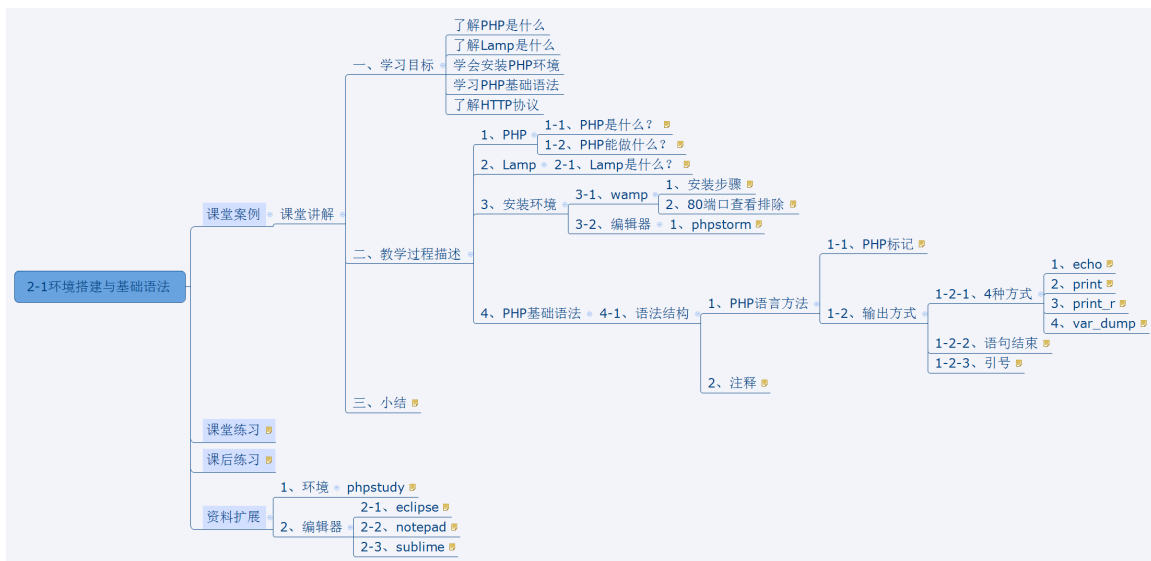 2-1环境搭建与基础语法
课堂案例
课堂讲解
一、学习目标
了解PHP是什么
了解Lamp是什么
学会安装PHP环境
学习PHP基础语法
了解HTTP协议
二、教学过程描述
1、PHP
1-1、PHP是什么？
1-2、PHP能做什么？
2、Lamp
2-1、Lamp是什么？
3、安装环境
3-1、wamp
1、安装步骤
2、80端口查看排除
3-2、编辑器
1、phpstorm
4、PHP基础语法
4-1、语法结构
1、PHP语言方法
1-1、PHP标记
1-2、输出方式
1-2-1、4种方式
1、echo
2、print
3、print_r
4、var_dump
1-2-2、语句结束
1-2-3、引号
2、注释
三、小结
课堂练习
课后练习
资料扩展
1、环境
phpstudy
2、编辑器
2-1、eclipse
2-2、notepad
2-3、sublime